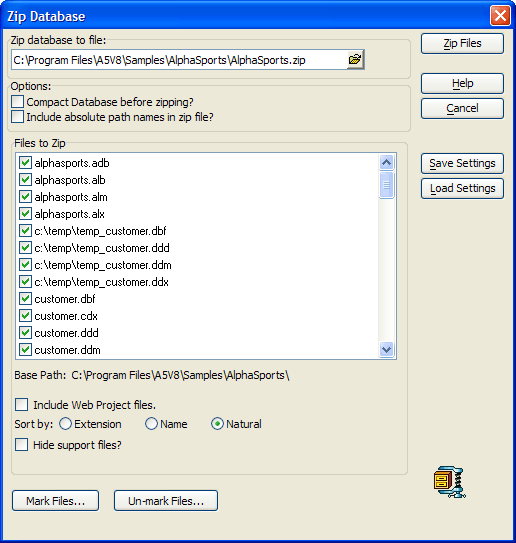 Zip Database
Zip database to file:
C:\Program Files\A5V8\Samples\AlphaSports\AlphaSports.zip
Zip Files
Help
Cancel
Options:
Compact Database before zipping?
Include absolute path names in zip file?
Files to Zip
alphasports.adb
alphasports.alb
alphasports.alm
alphasports.alx
c:\temp\temp_customer.dbf
c:\temp\temp_customer.ddd
c:\temp\temp_customer.ddm
c:\temp\temp_customer.ddx
customer.dbf
customer.cdx
customer.ddd
customer.ddm
Save Settings
Load Settings
Base Path: C:\Program Files\A5V8\Samples\AlphaSports\
Include Web Project files.
Sort by: Extension Name Natural
Hide support files?
Mark Files... Un-mark Files...